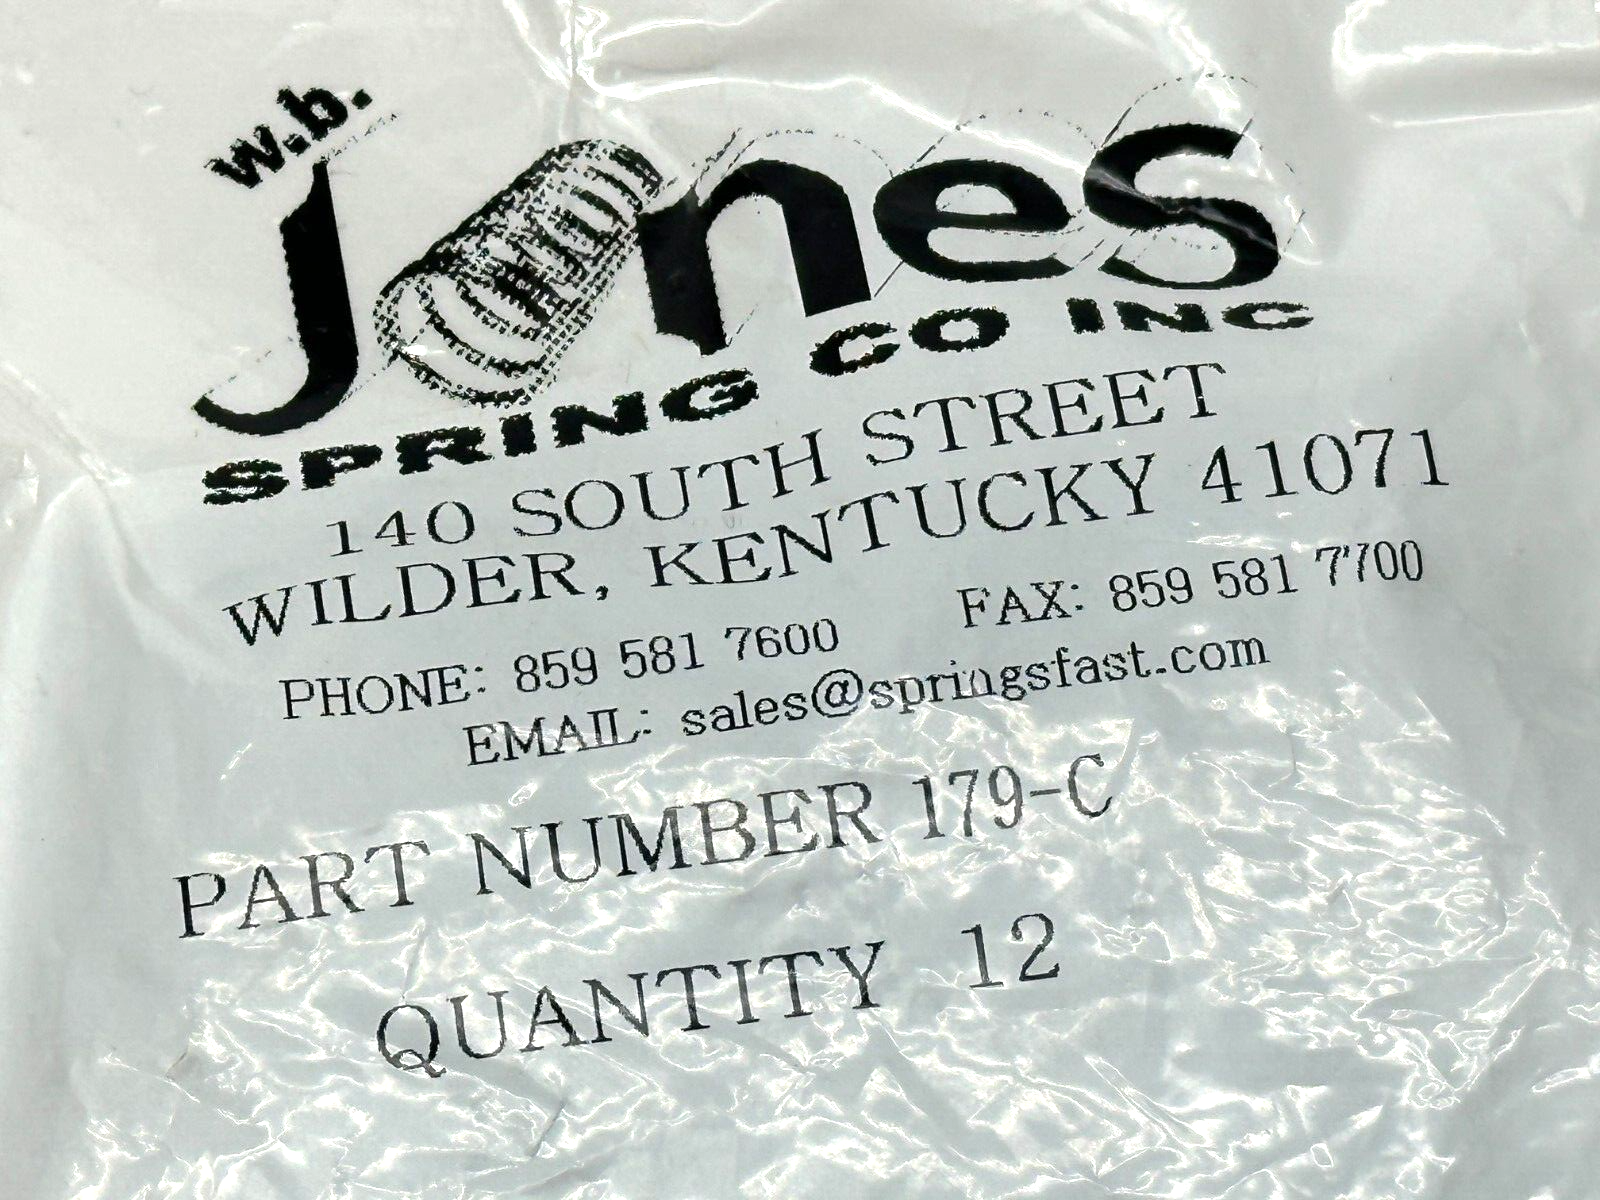 w.b.
Jones
SPRING CO INC
140 SOUTH STREET
WILDER, KENTUCKY 41071
PHONE: 859 581 7600 FAX: 859 581 7700
EMAIL: sales@springsfast.com
PART NUMBER 179-C
QUANTITY 12